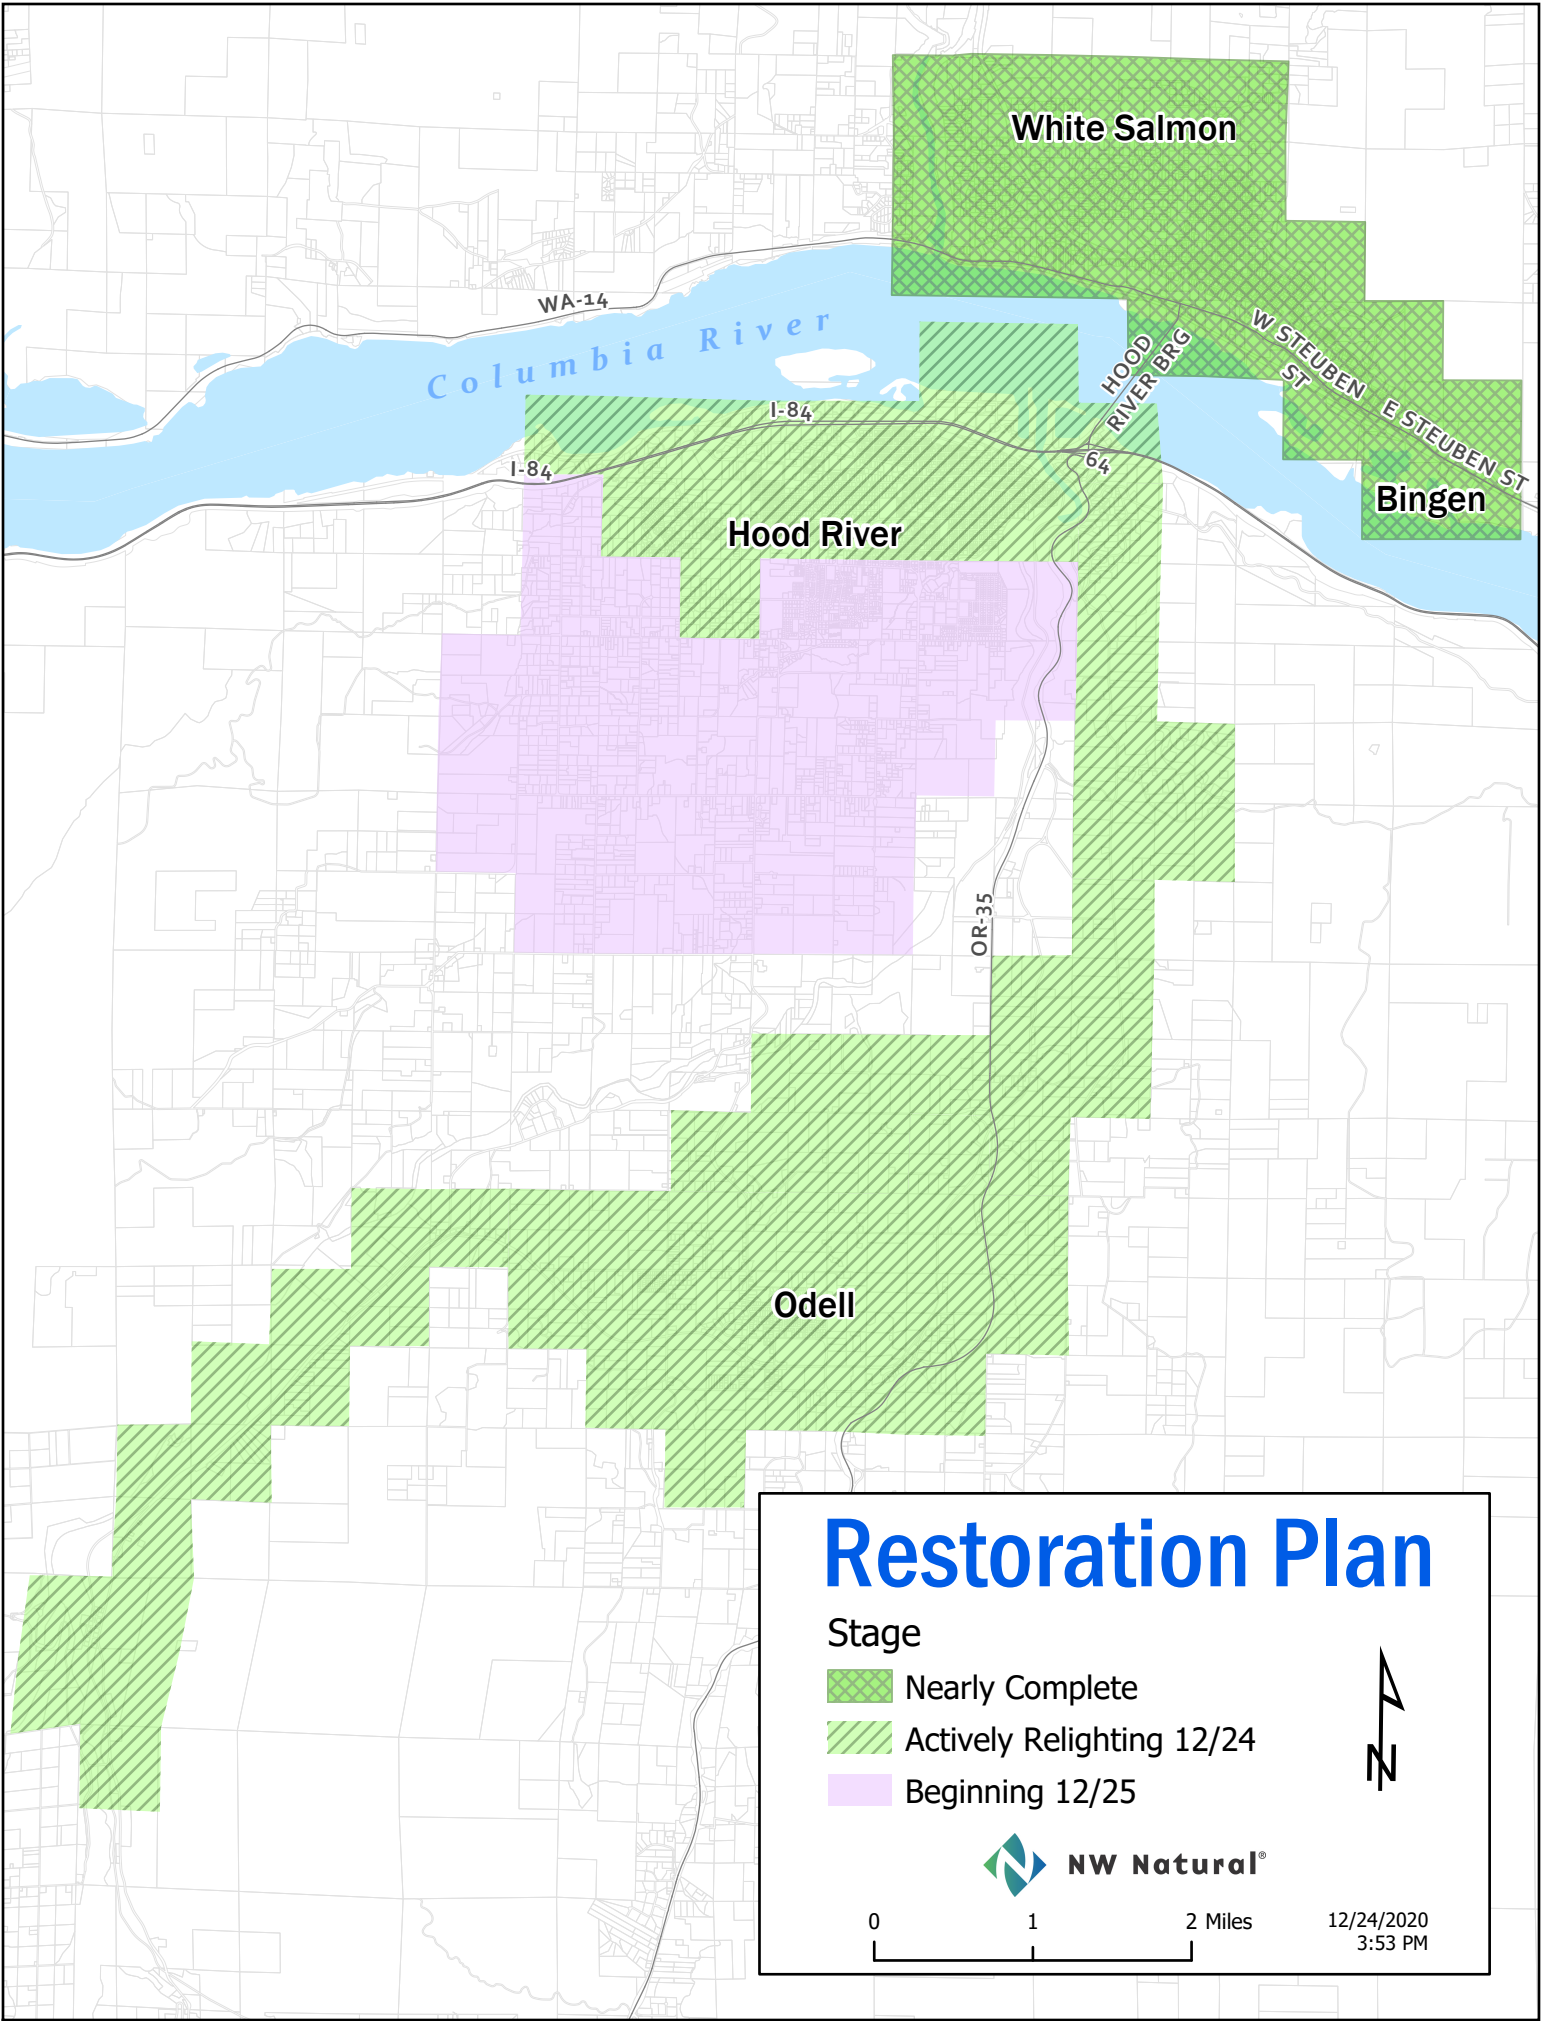 White Salmon
WA-14
Columbia River
HOOD
RIVER BRG
W STEUBEN
ST
E STEUBEN ST
I-84
I-84
64
Bingen
Hood River
OR-35
Odell
Restoration Plan
Stage
Nearly Complete
Actively Relighting 12/24
Beginning 12/25
N
NW Natural®
0 1 2 Miles
12/24/2020
3:53 PM